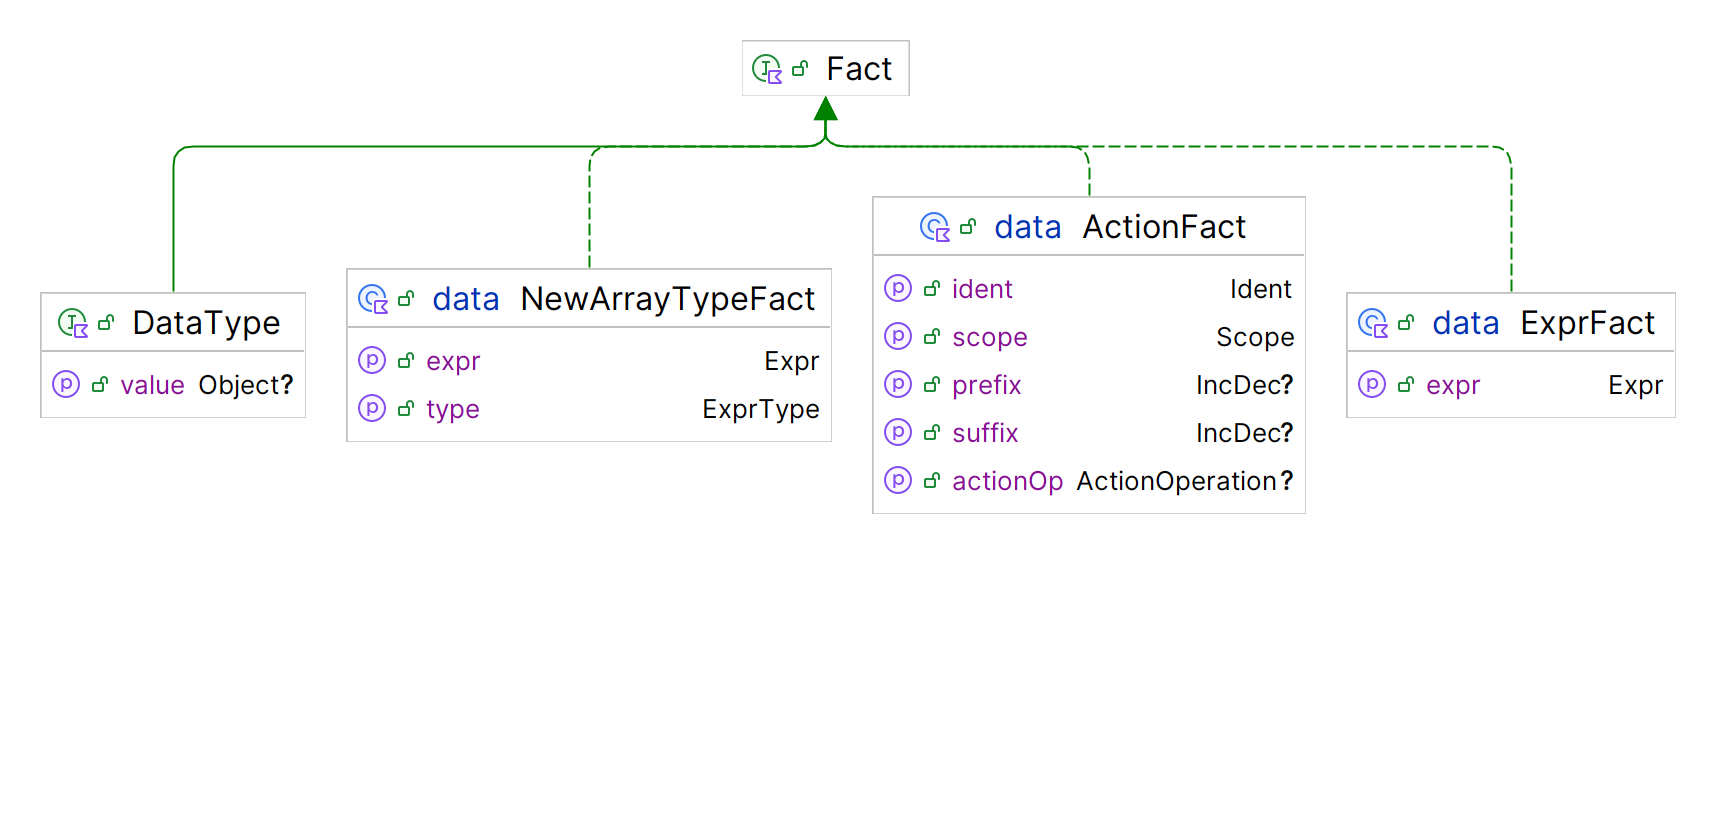 Fact
DataType
value Object?
data NewArrayTypeFact
expr Expr
type ExprType
data ActionFact
ident Ident
scope Scope
prefix IncDec?
suffix IncDec?
actionOp ActionOperation?
data ExprFact
expr Expr